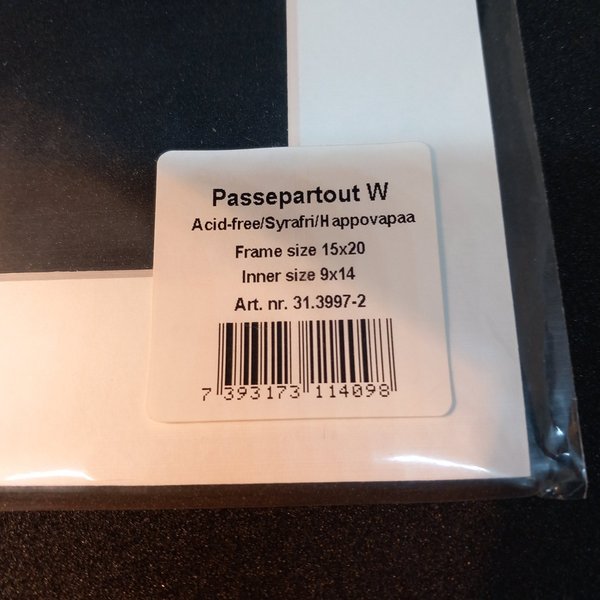 Passepartout W
Acid-free/Syrafri/Happovapaa
Frame size 15x20
Inner size 9x14
Art. nr. 31.3997-2
7 393173 114098